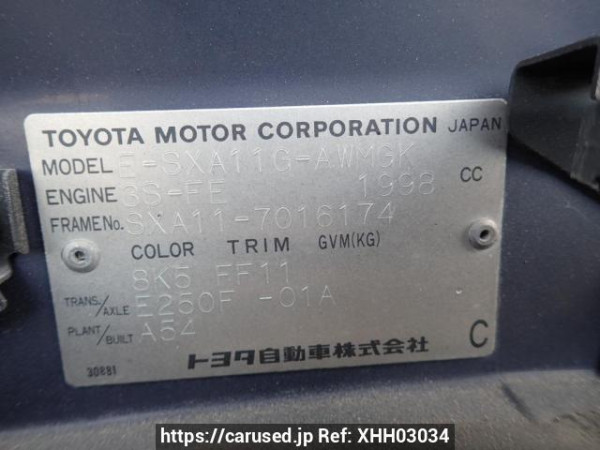 TOYOTA MOTOR CORPORATION JAPAN
MODEL E-SXA11G-AWMGK
ENGINE 3S-FE 1998 CC
FRAME No. SXA11-7016174
COLOR TRIM GVM(KG)
8K5 FF11
TRANS./AXLE E250F -01A
PLANT/BUILT A54
トヨタ自動車株式会社 C
30881
https://carused.jp Ref: XHH03034